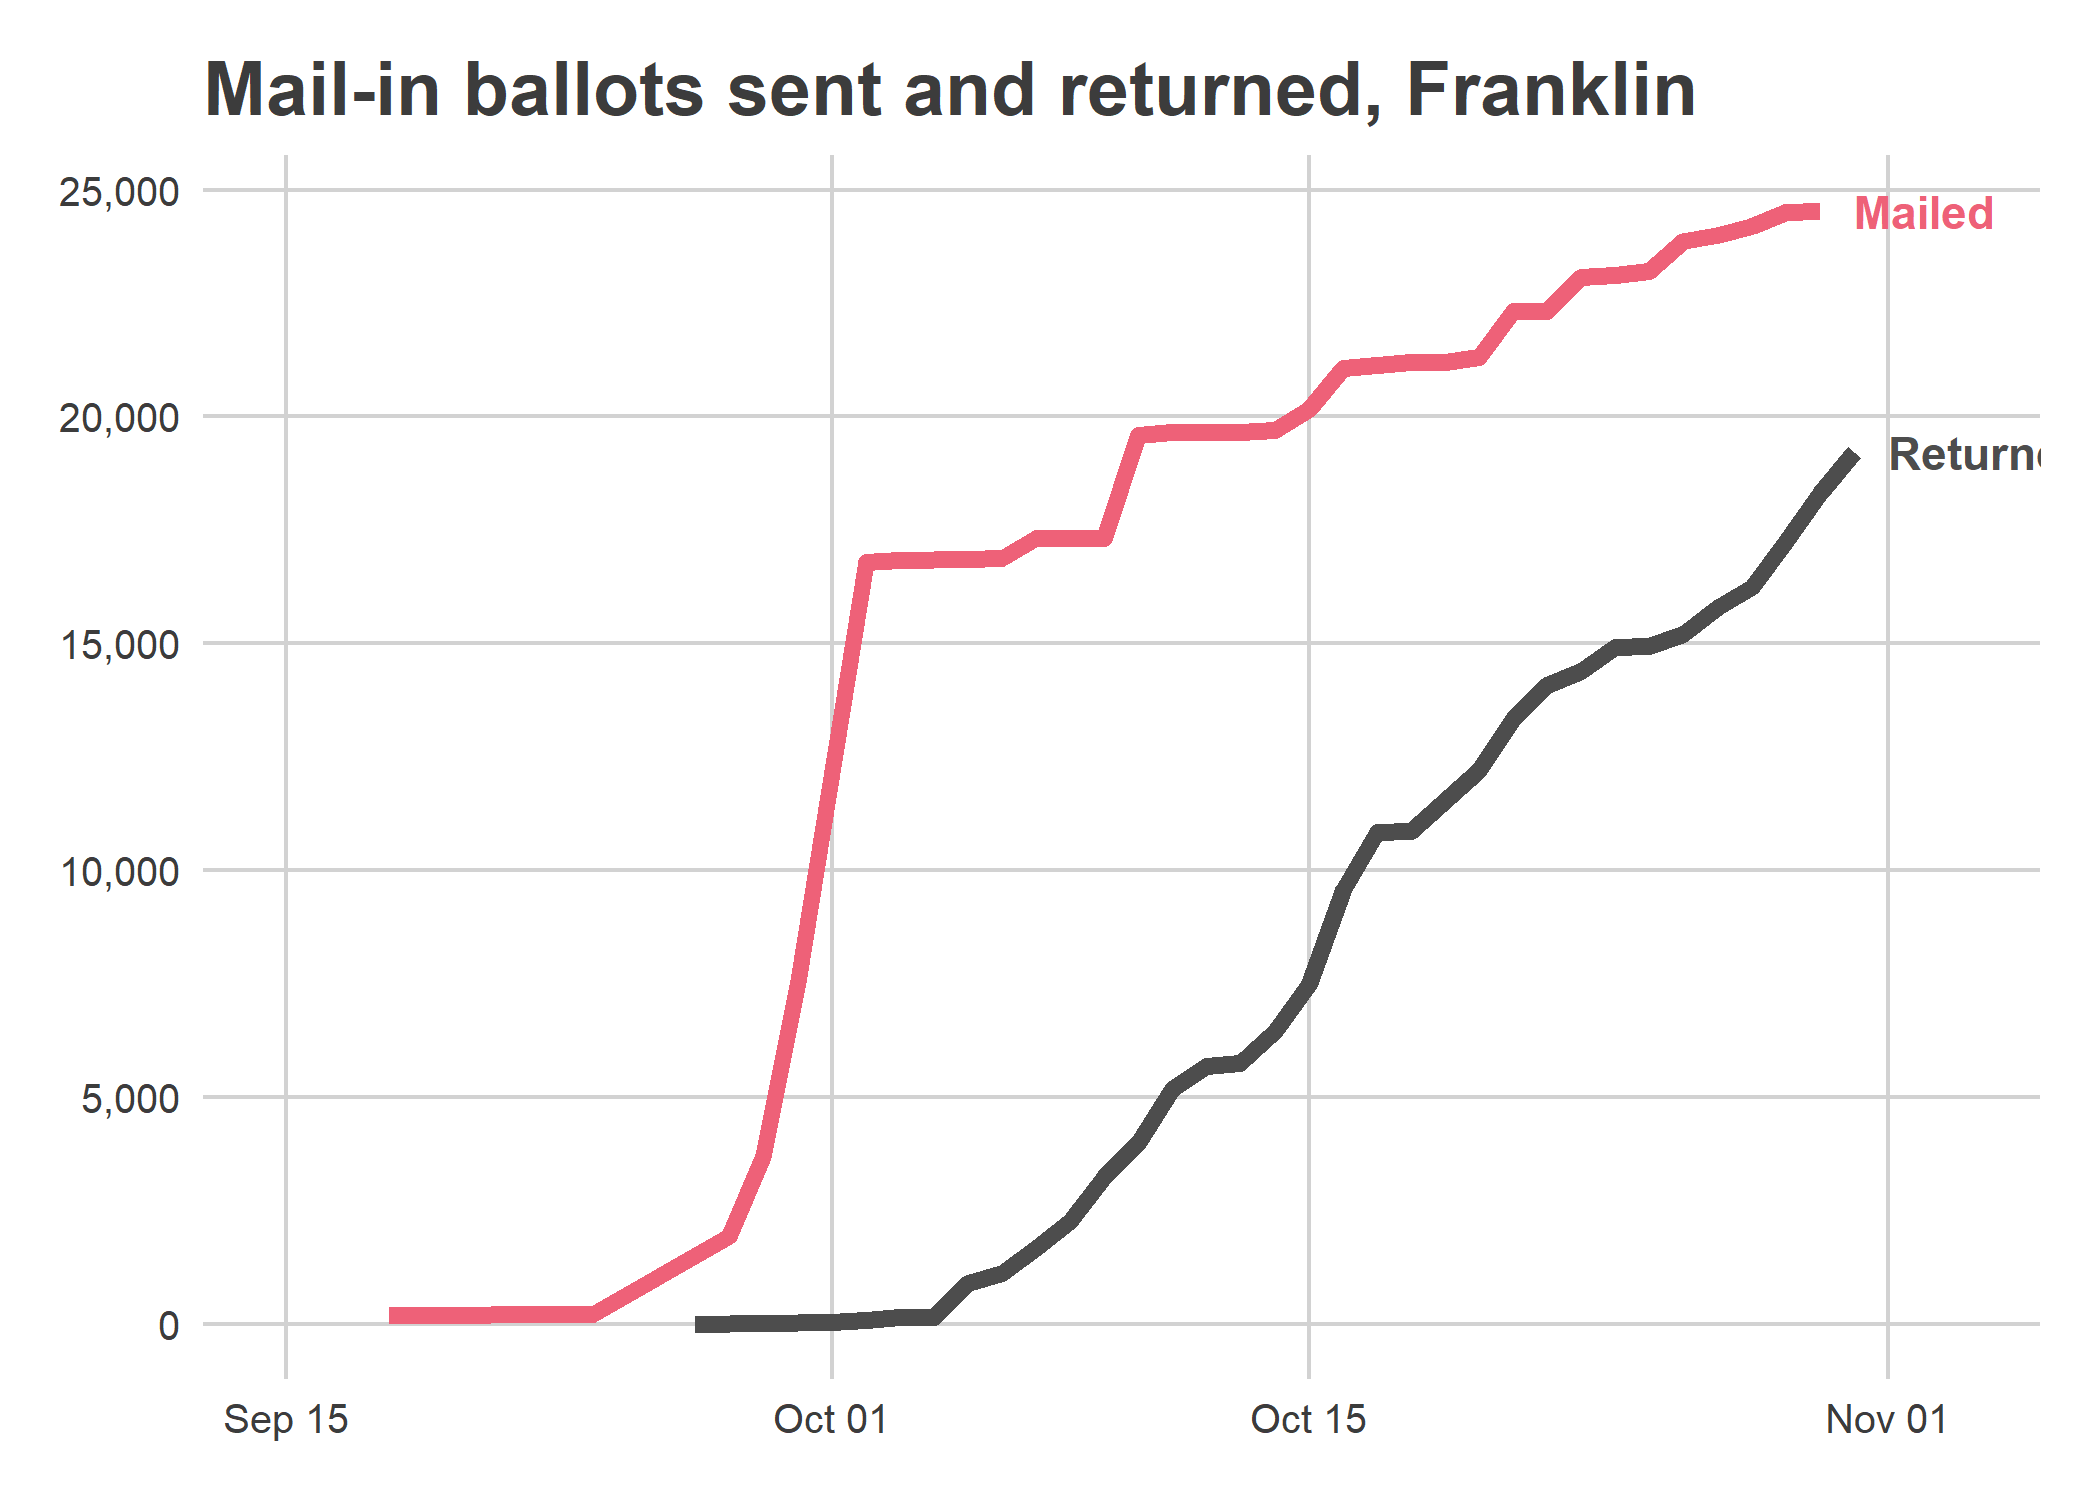 Mail-in ballots sent and returned, Franklin
25,000
Mailed
20,000
Return
15,000
10,000
5,000
0
Sep 15 Oct 01 Oct 15 Nov 01